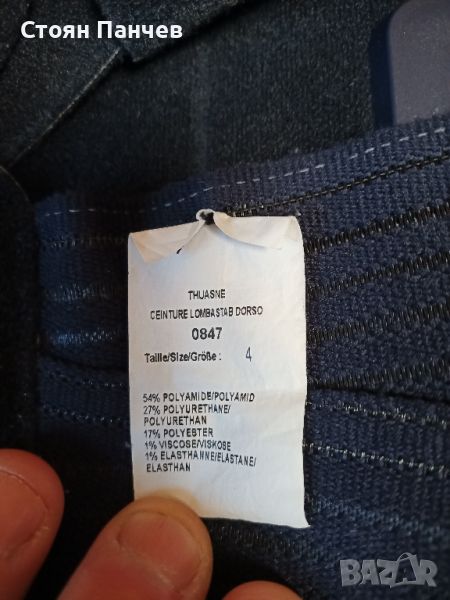 Стоян Панчев
THUASNE
CEINTURE LOMBASTAB DORSO
0847
Taille/Size/Größe : 4
54% POLYAMIDE/POLYAMID
27% POLYURETHANE/
POLYURETHAN
17% POLYESTER
1% VISCOSE/VISKOSE
1% ELASTHANNE/ELASTANE/
ELASTHAN
BAZAR